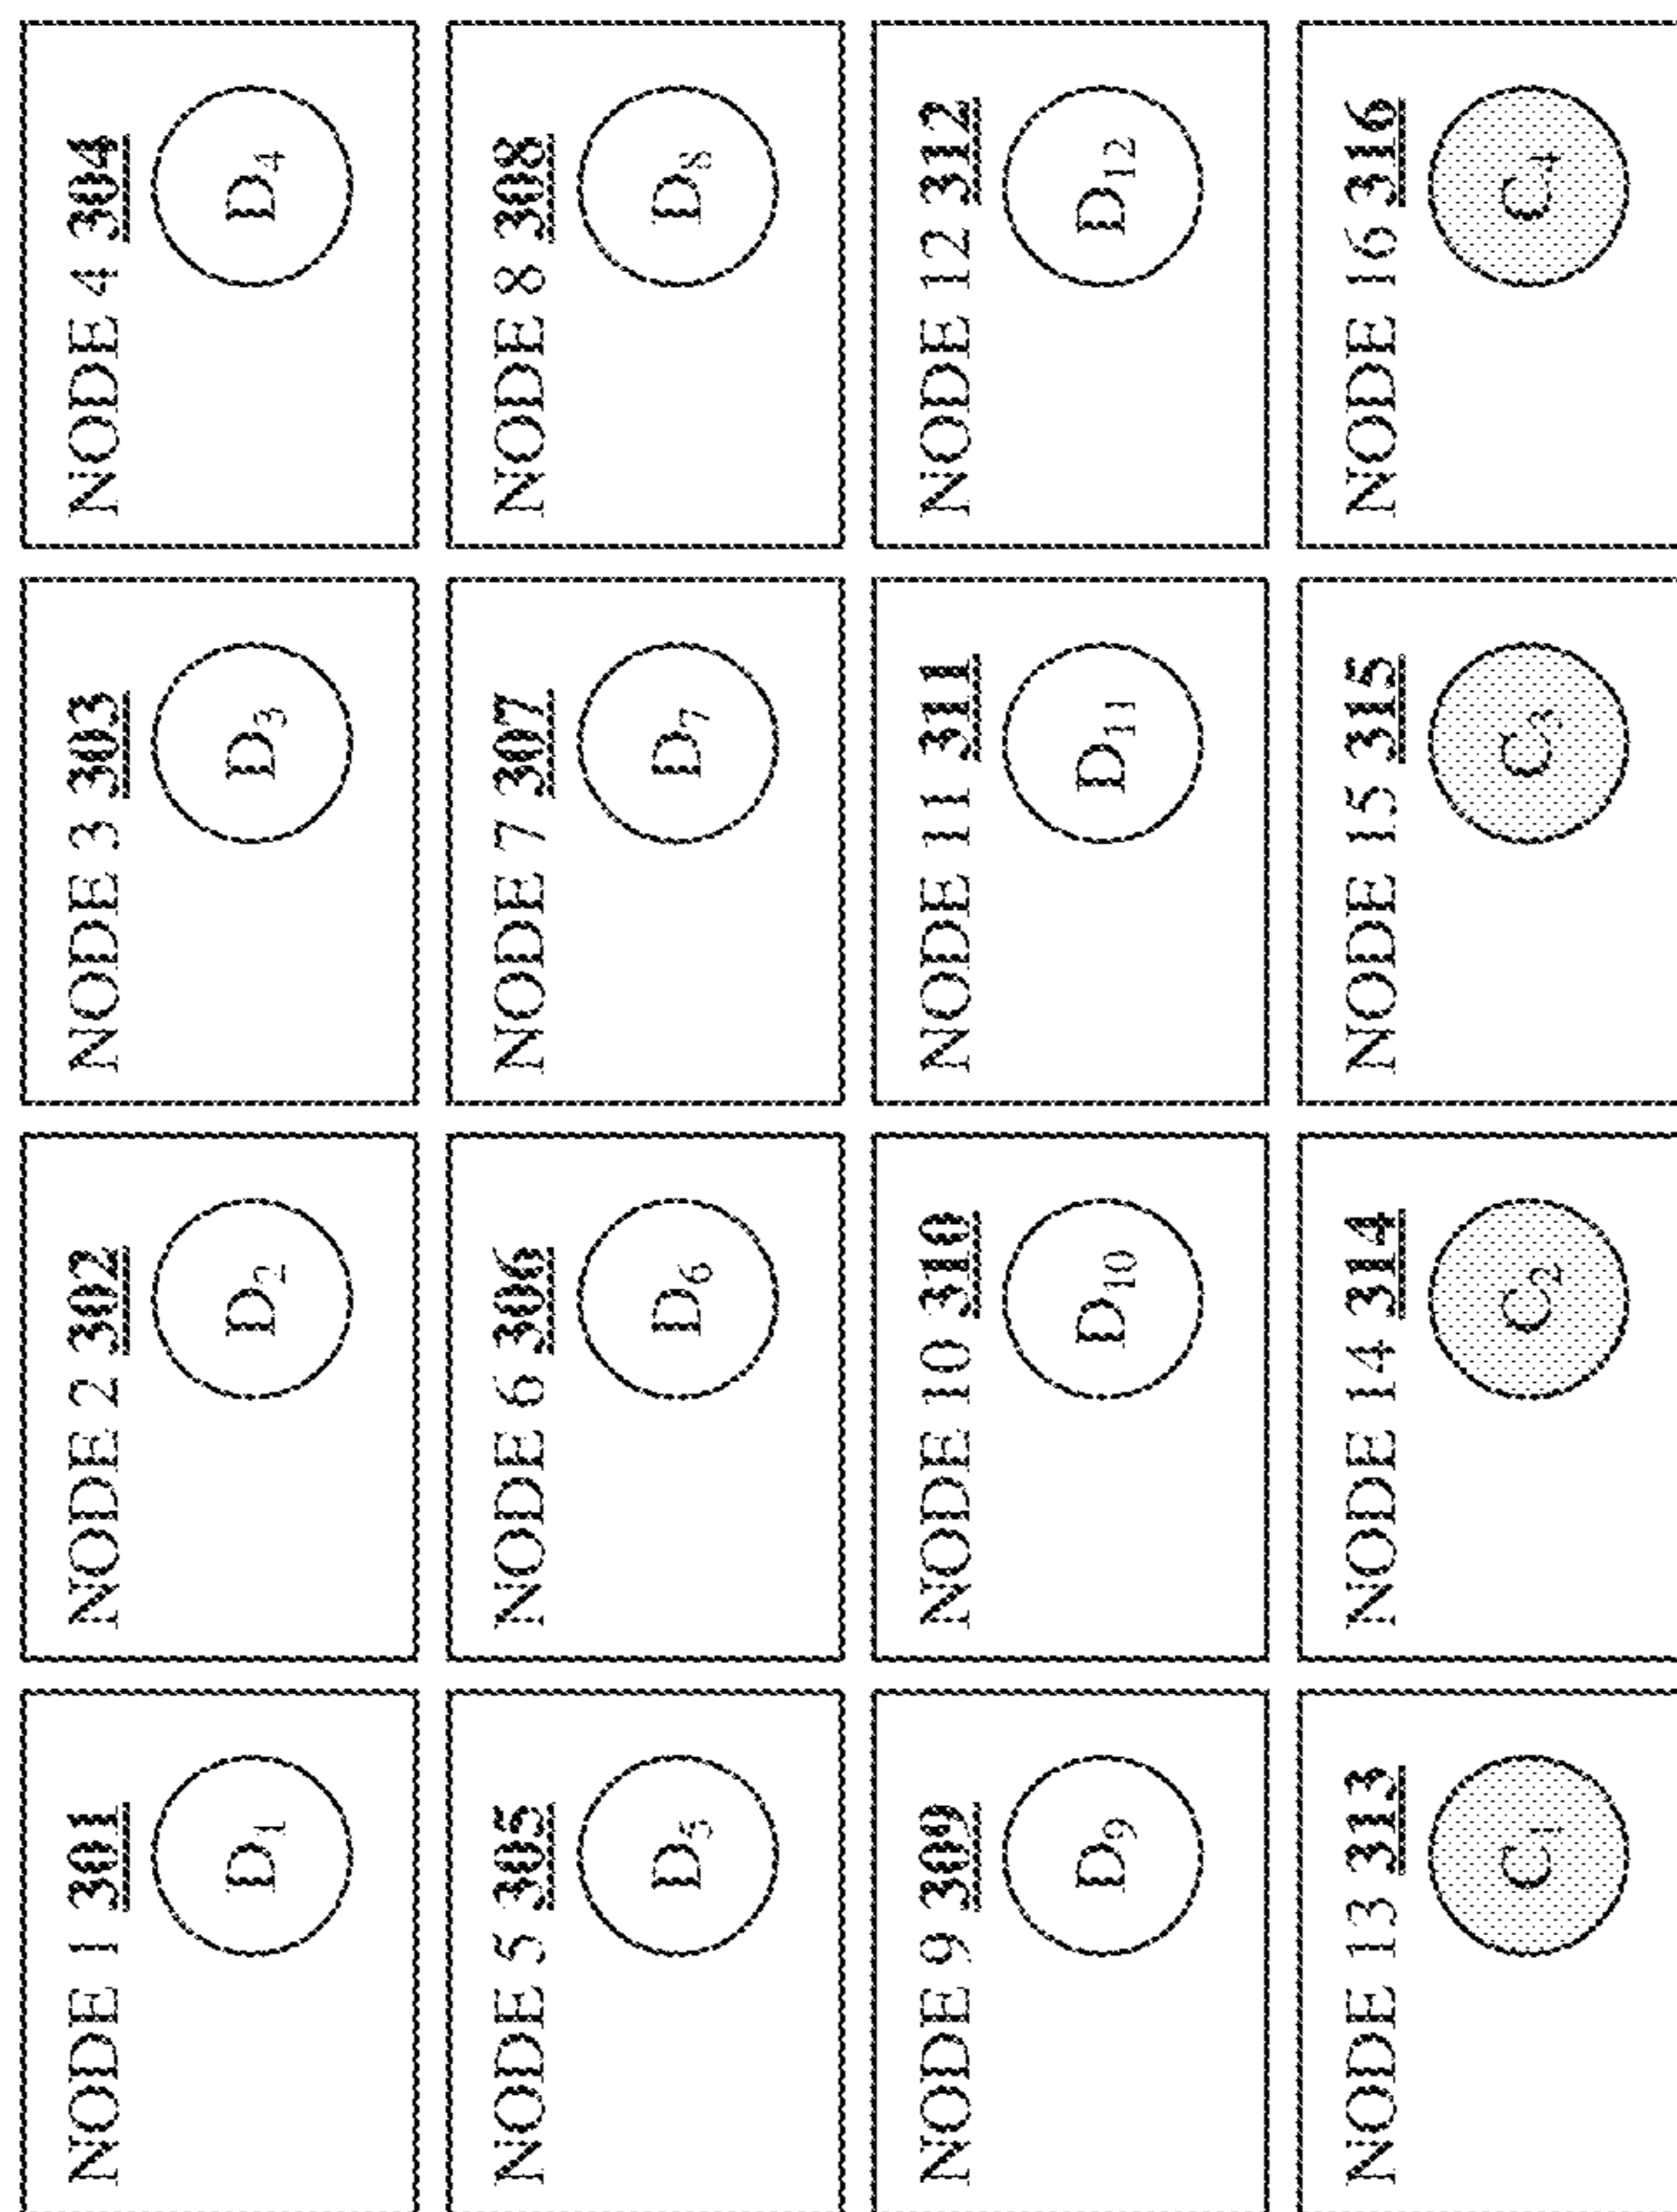 NODE 1 301
D1
NODE 2 302
D2
NODE 3 303
D3
NODE 4 304
D4
NODE 5 305
D5
NODE 6 306
D6
NODE 7 307
D7
NODE 8 308
D8
NODE 9 309
D9
NODE 10 310
D10
NODE 11 311
D11
NODE 12 312
D12
NODE 13 313
C1
NODE 14 314
C2
NODE 15 315
C3
NODE 16 316
C4